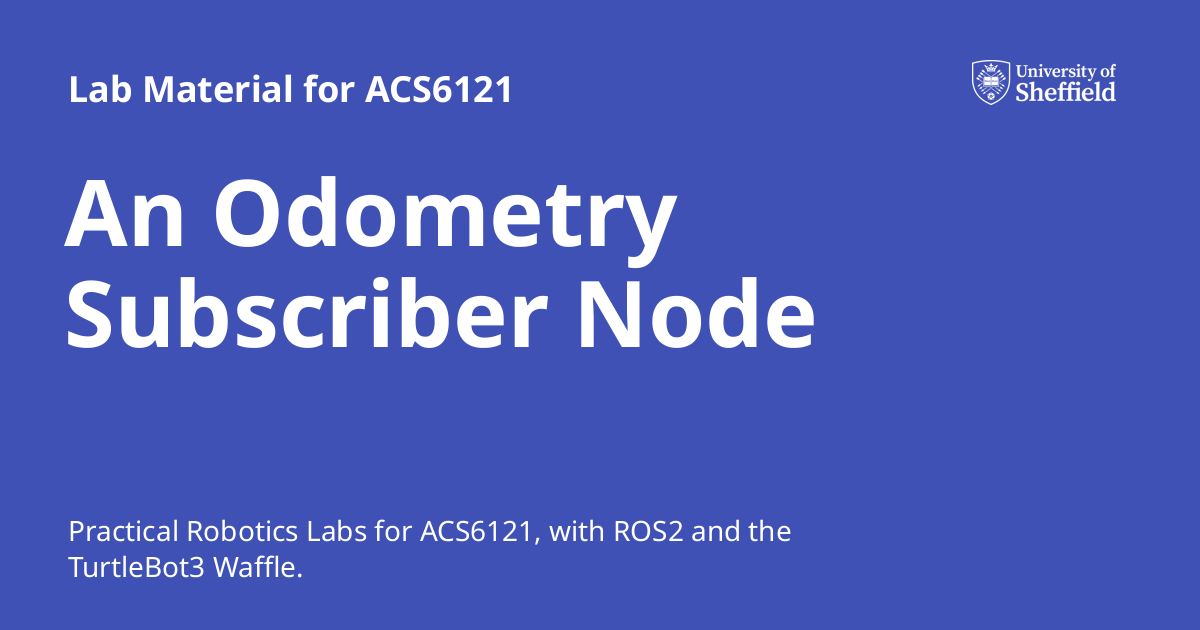 Lab Material for ACS6121
University of
Sheffield
An Odometry
Subscriber Node
Practical Robotics Labs for ACS6121, with ROS2 and the
TurtleBot3 Waffle.